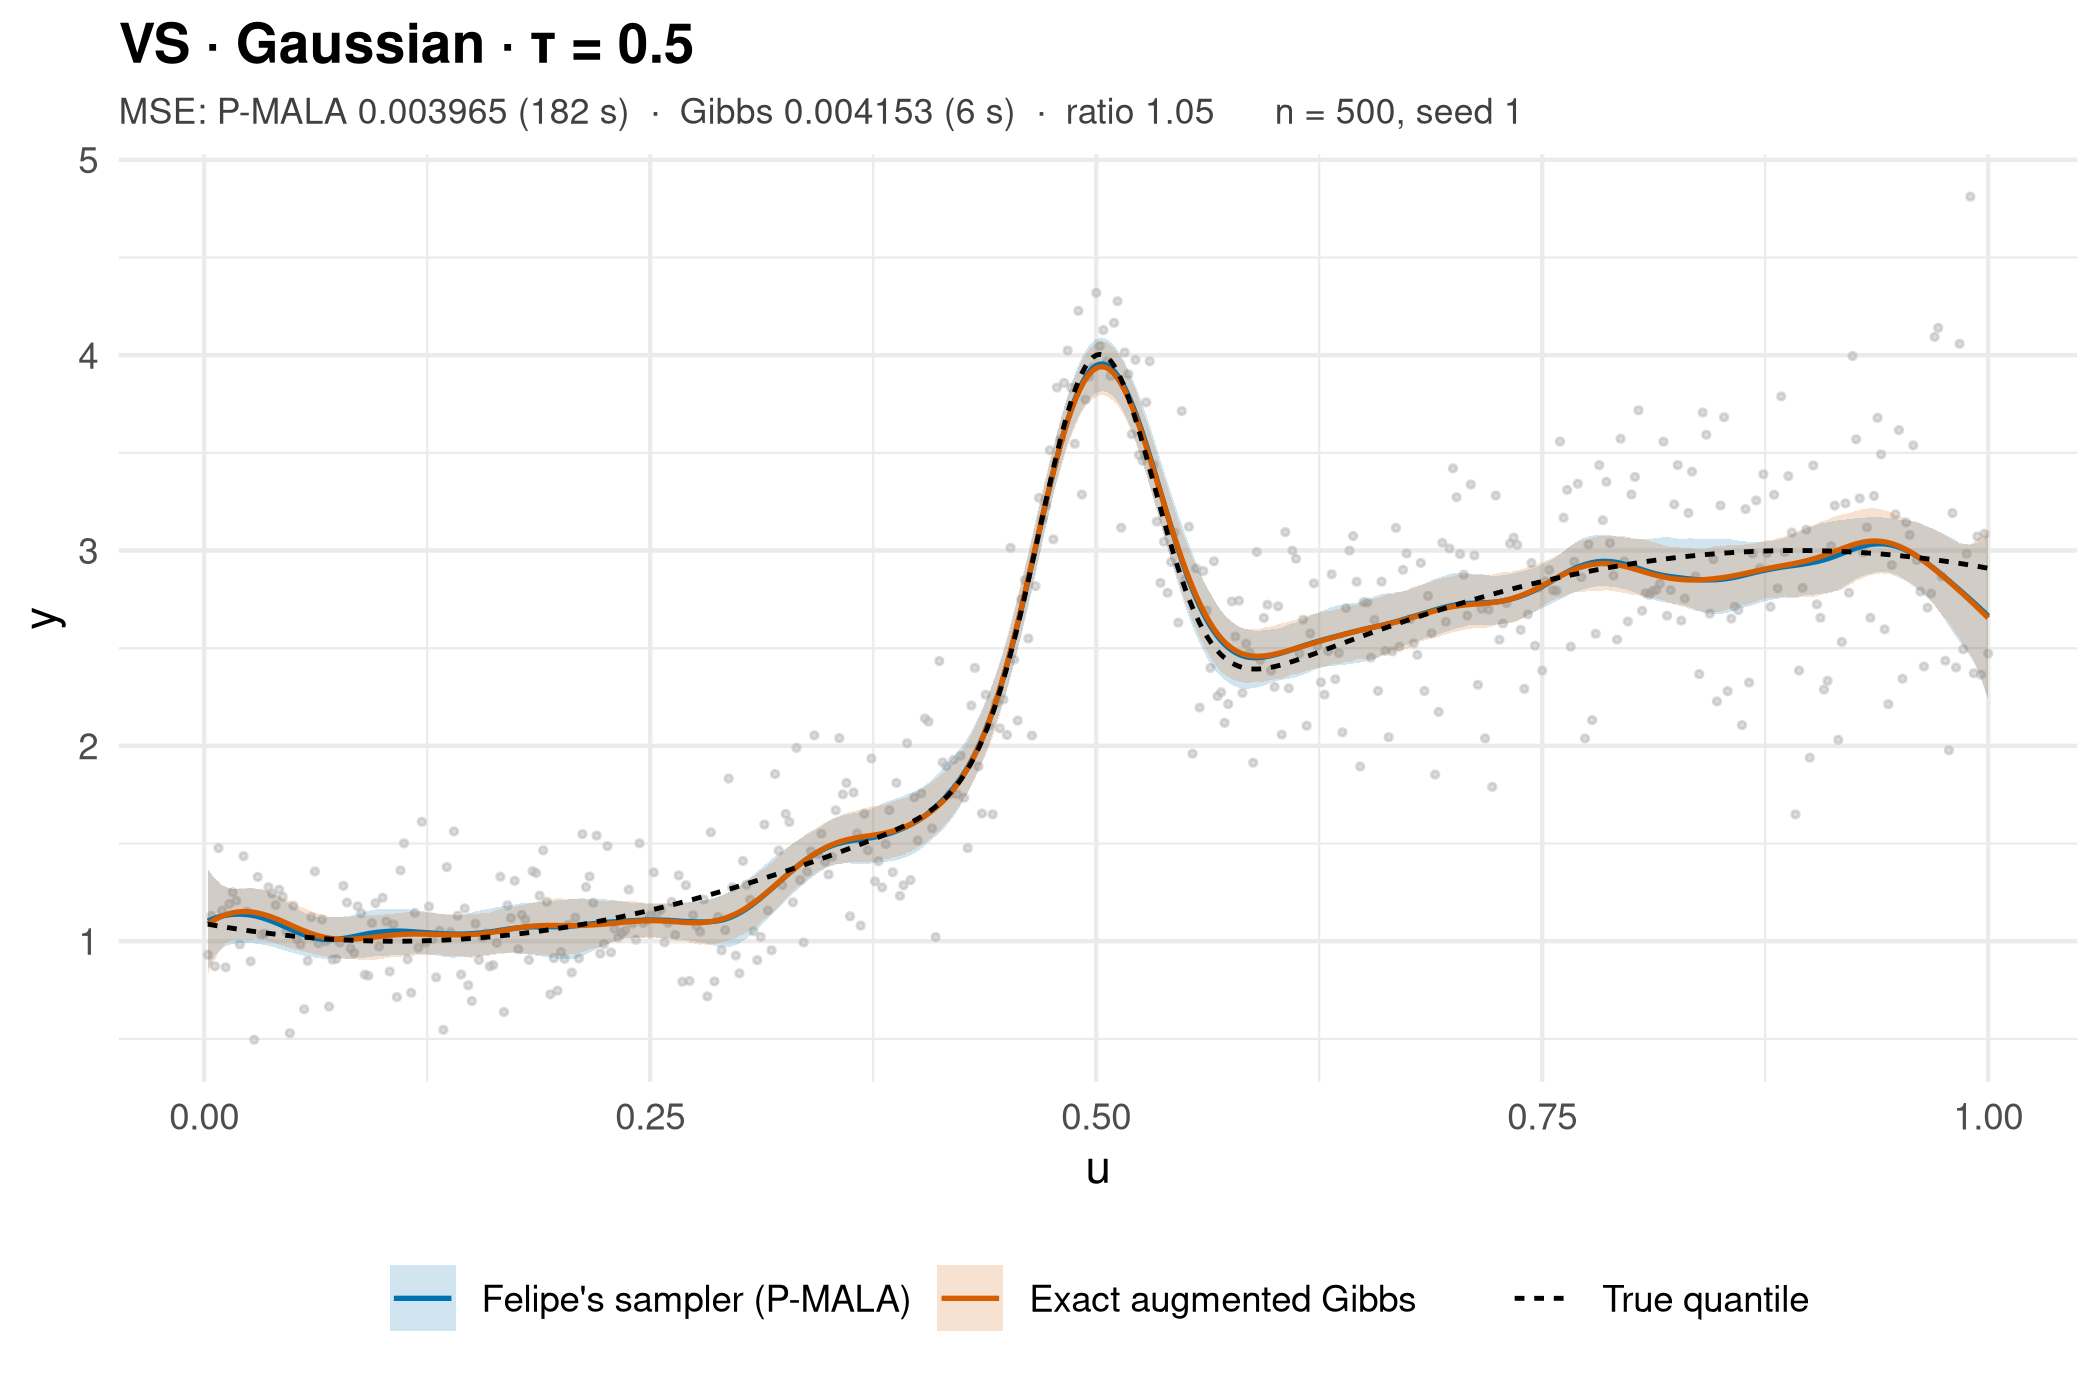 VS · Gaussian · τ = 0.5
MSE: P-MALA 0.003965 (182 s) · Gibbs 0.004153 (6 s) · ratio 1.05 n = 500, seed 1
5
4
3
2
1
y
0.00 0.25 0.50 0.75 1.00
u
Felipe's sampler (P-MALA) Exact augmented Gibbs True quantile